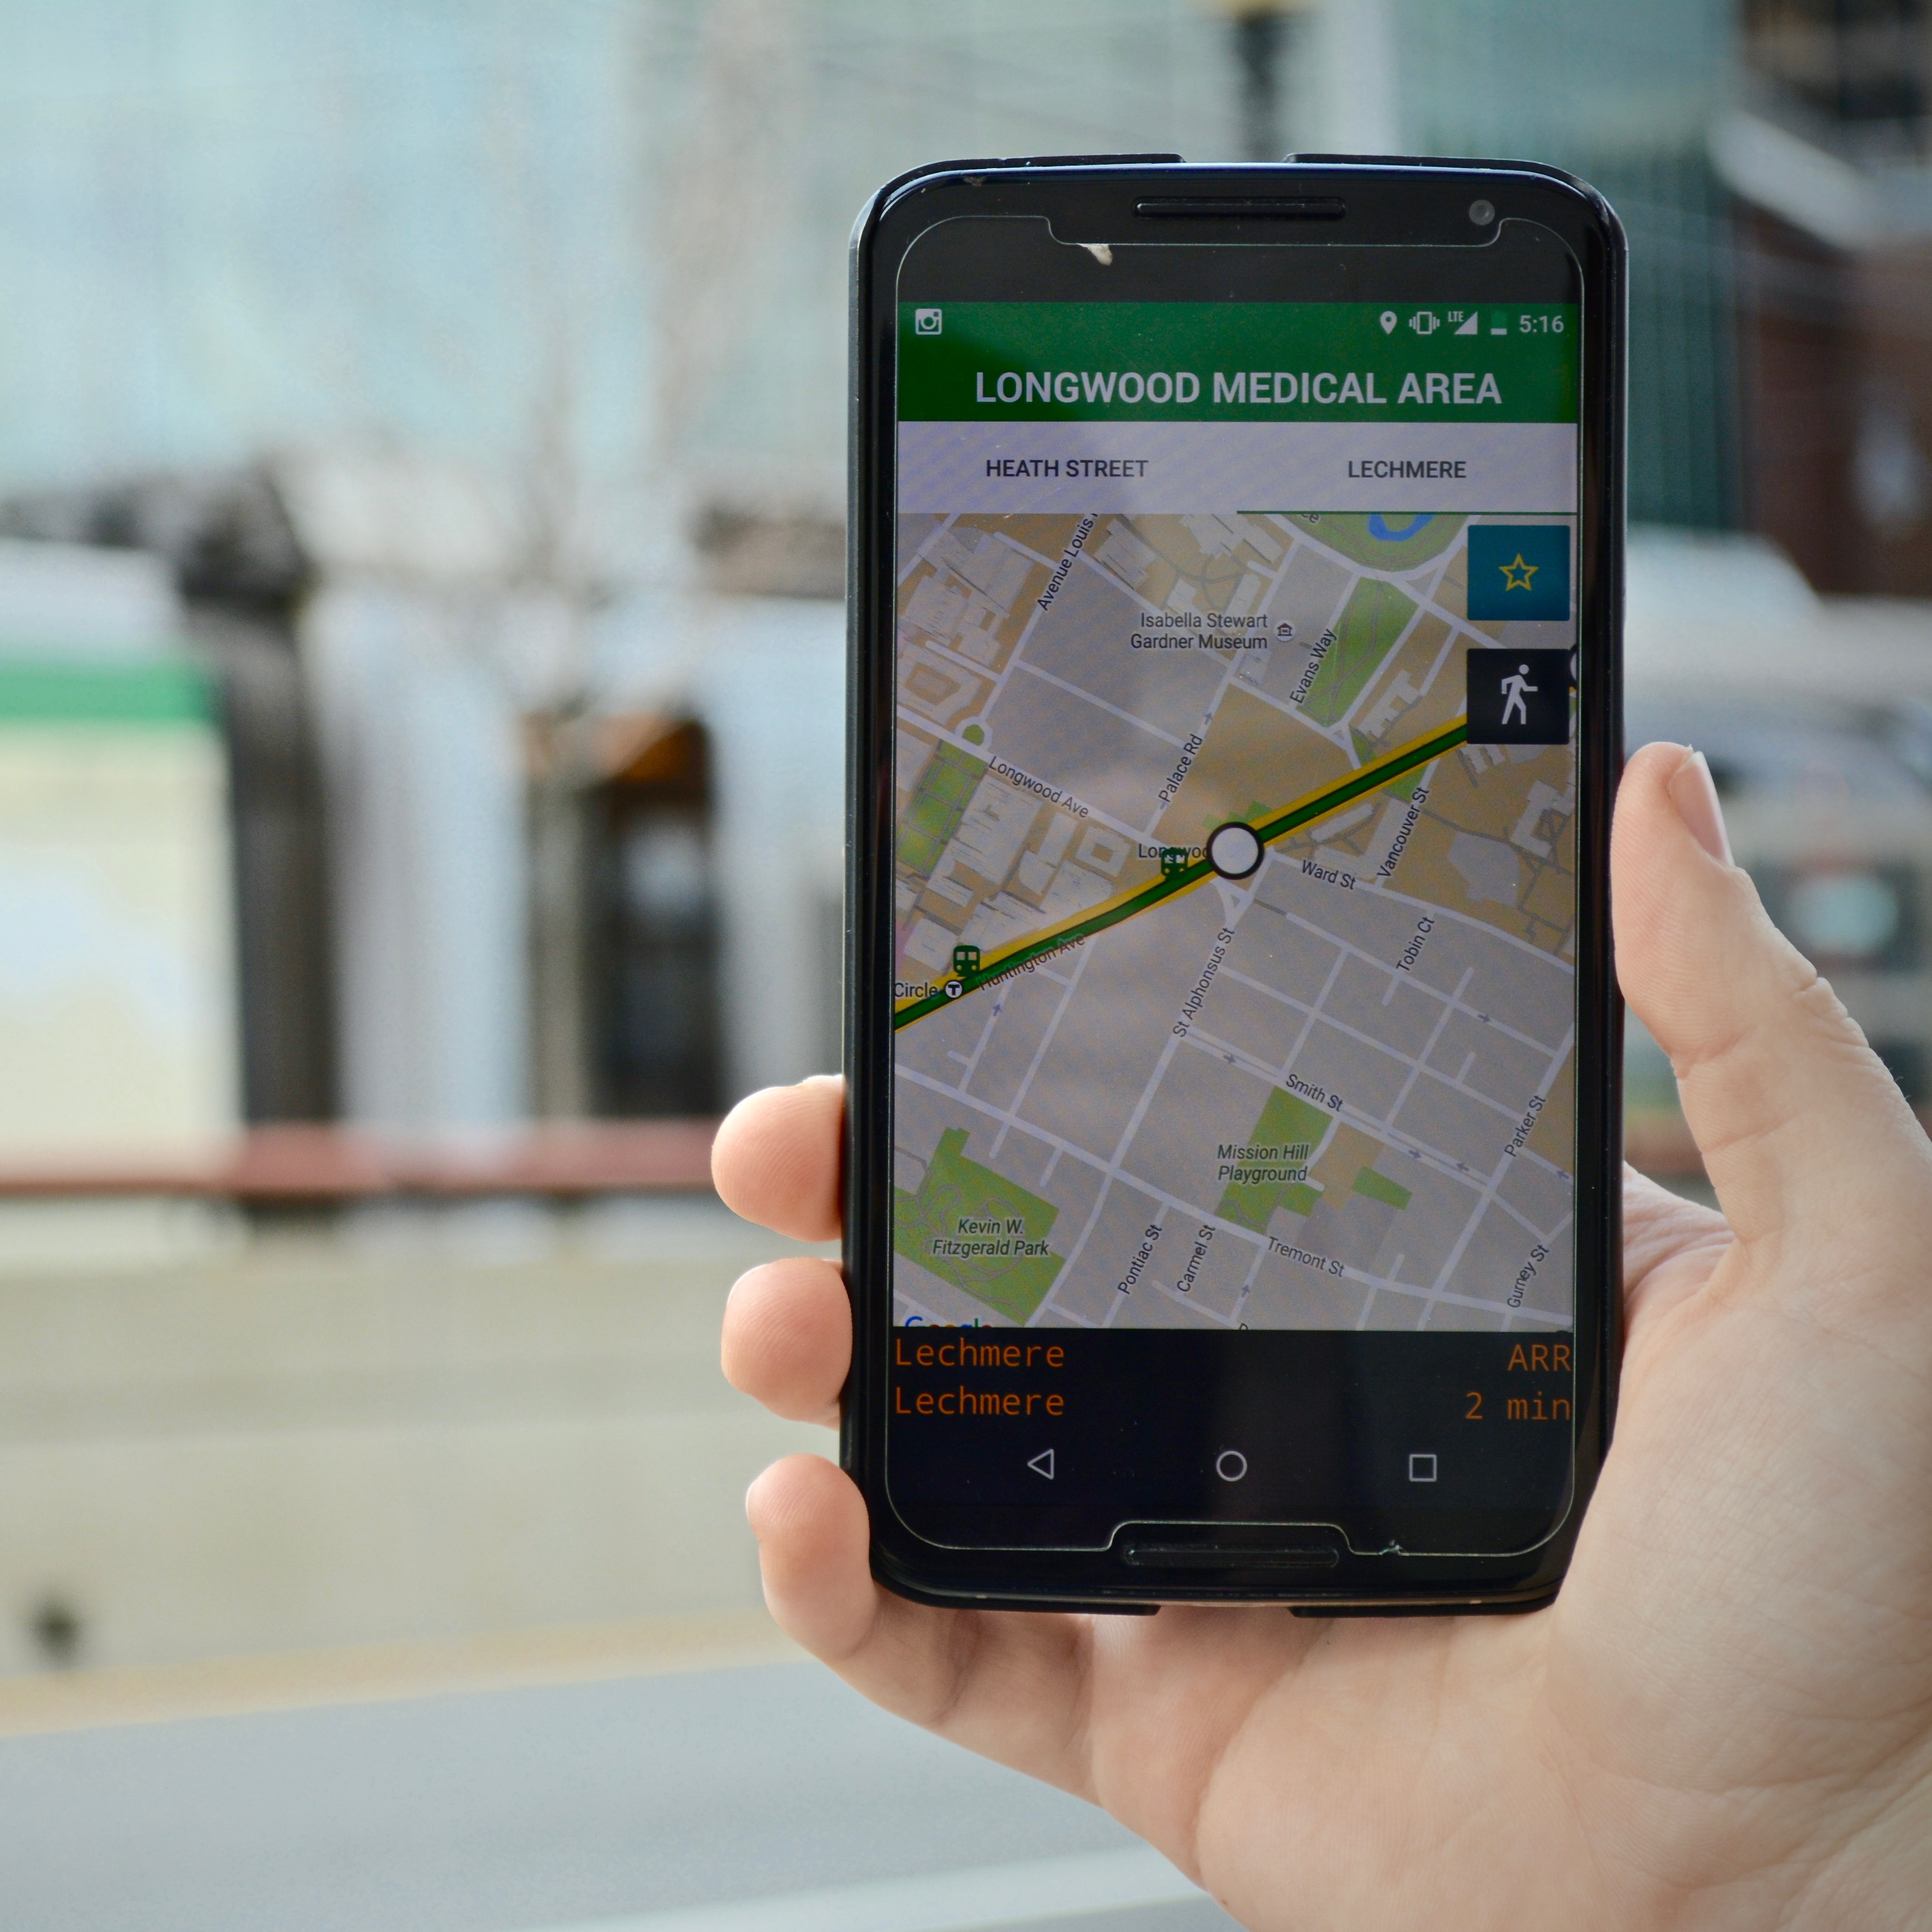 LTE 5:16
LONGWOOD MEDICAL AREA
HEATH STREET LECHMERE
Avenue Louis
Isabella Stewart
Gardner Museum
Evans Way
Palace Rd
Longwood Ave
Vancouver St
Ward St
Huntington Ave
Circle T
Tobin Ct
St Alphonsus St
Smith St
Parker St
Mission Hill
Playground
Kevin W.
Fitzgerald Park
Pontiac St
Carmel St
Tremont St
Gurney St
Google
Lechmere ARR
Lechmere 2 min